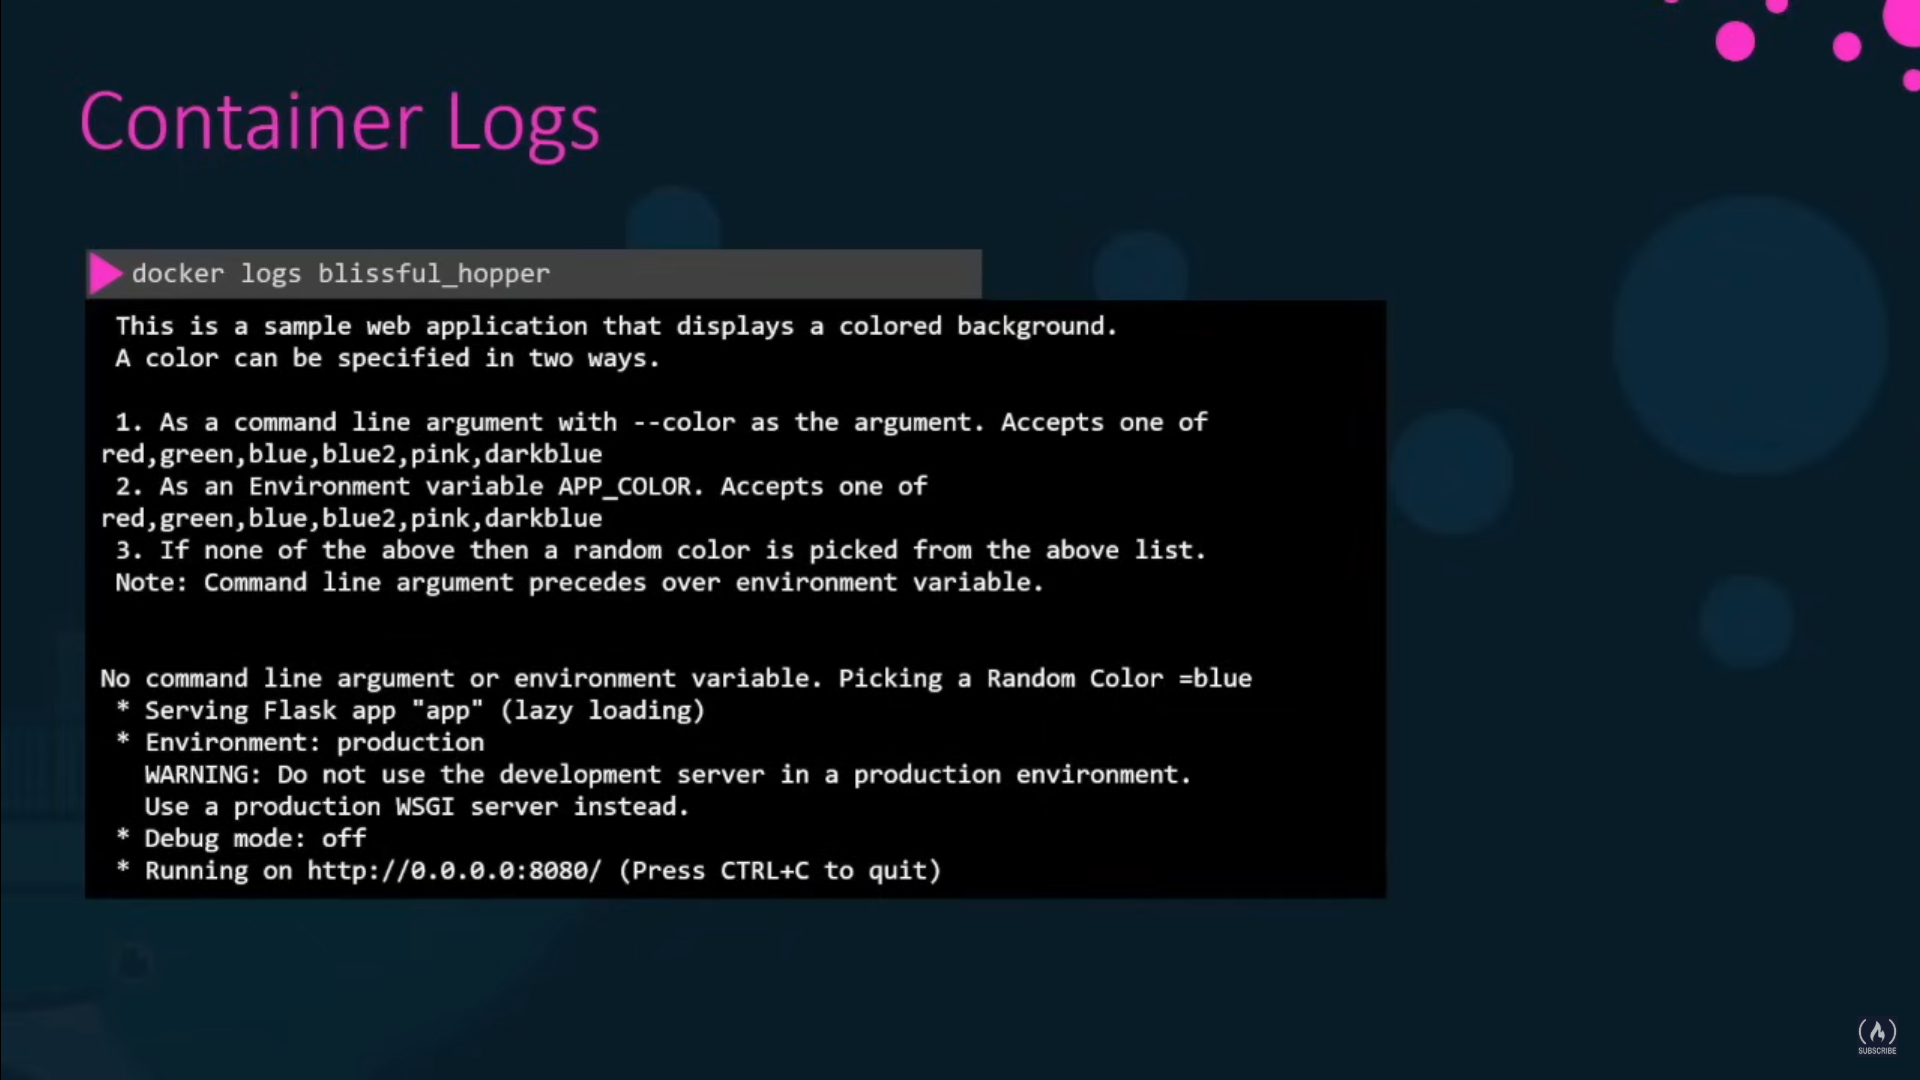 Container Logs
docker logs blissful_hopper
This is a sample web application that displays a colored background.
A color can be specified in two ways.
1. As a command line argument with --color as the argument. Accepts one of
red,green,blue,blue2,pink,darkblue
2. As an Environment variable APP_COLOR. Accepts one of
red,green,blue,blue2,pink,darkblue
3. If none of the above then a random color is picked from the above list.
Note: Command line argument precedes over environment variable.
No command line argument or environment variable. Picking a Random Color =blue
* Serving Flask app "app" (lazy loading)
* Environment: production
WARNING: Do not use the development server in a production environment.
Use a production WSGI server instead.
* Debug mode: off
* Running on http://0.0.0.0:8080/ (Press CTRL+C to quit)
SUBSCRIBE